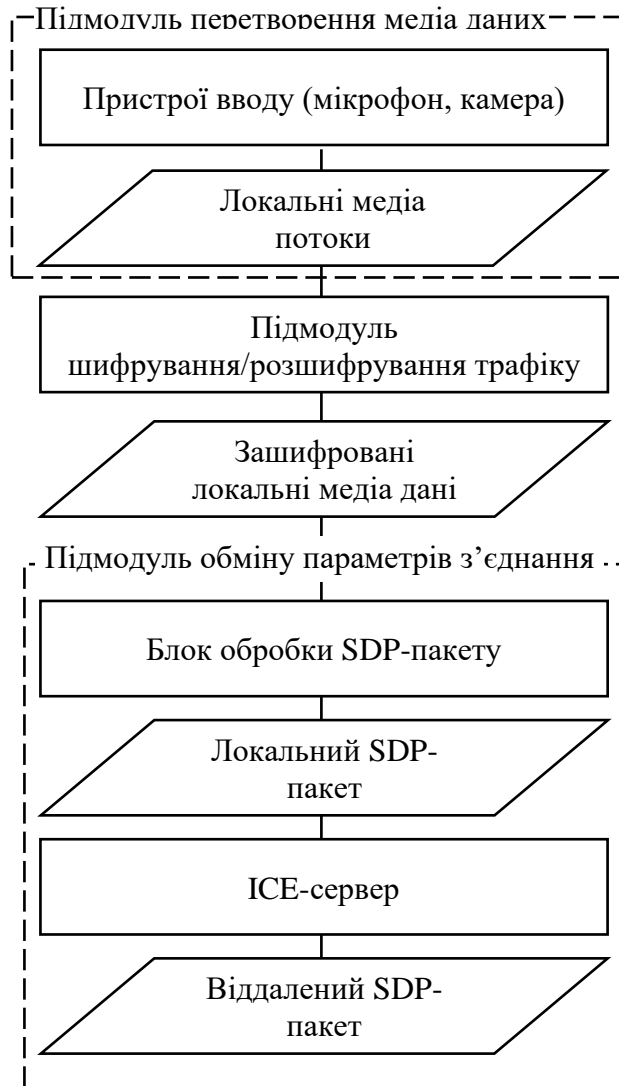 Підмодуль перетворення медіа даних
Пристрої вводу (мікрофон, камера)
Локальні медіа
потоки
Підмодуль
шифрування/розшифрування трафіку
Зашифровані
локальні медіа дані
Підмодуль обміну параметрів з’єднання
Блок обробки SDP-пакету
Локальний SDP-
пакет
ICE-сервер
Віддалений SDP-
пакет